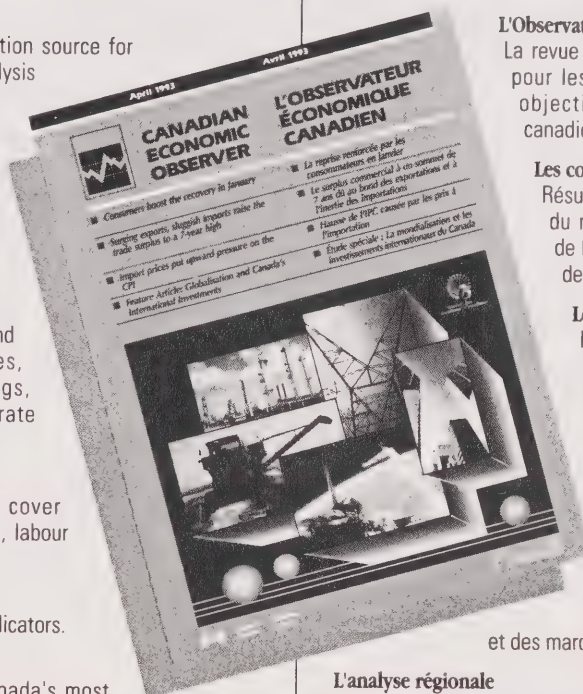 tion source for
lysis
nd
es,
gs,
rate
cover
, labour
licators.
nada's most
April 1993
Avril 1993
CANADIAN
ECONOMIC
OBSERVER
L'OBSERVATEUR
ÉCONOMIQUE
CANADIEN
■ Consumers boost the recovery in January
■ Surging exports, sluggish imports raise the
trade surplus to a 7-year high
■ Import prices put upward pressure on the
CPI
■ Feature Article: Globalisation and Canada's
International Investments
■ La reprise renforcée par les
consommateurs en janvier
■ Le surplus commercial à un sommet de
7 ans dû au bond des exportations et à
l'inertie des importations
■ Hausse de l'IPC causée par les prix à
l'importation
■ Étude spéciale : La mondialisation et les
investissements internationaux du Canada
L'Observat
La revue
pour les
objecti
canadie
Les co
Résu
du r
de l
de
L
et des marc
L'analyse régionale